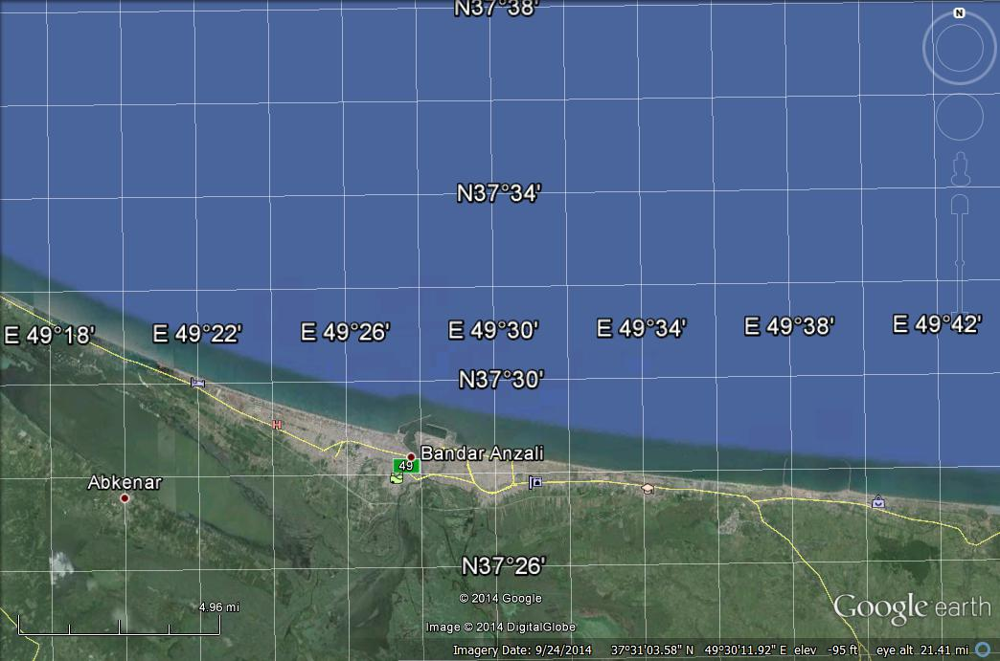 N37°38'
N
N37°34'
E 49°18' E 49°22' E 49°26' E 49°30' E 49°34' E 49°38' E 49°42'
N37°30'
H
Bandar Anzali
49
Abkenar
N37°26'
© 2014 Google
4.96 mi
Google earth
Image © 2014 DigitalGlobe
Imagery Date: 9/24/2014 37°31'03.58" N 49°30'11.92" E elev -95 ft eye alt 21.41 mi